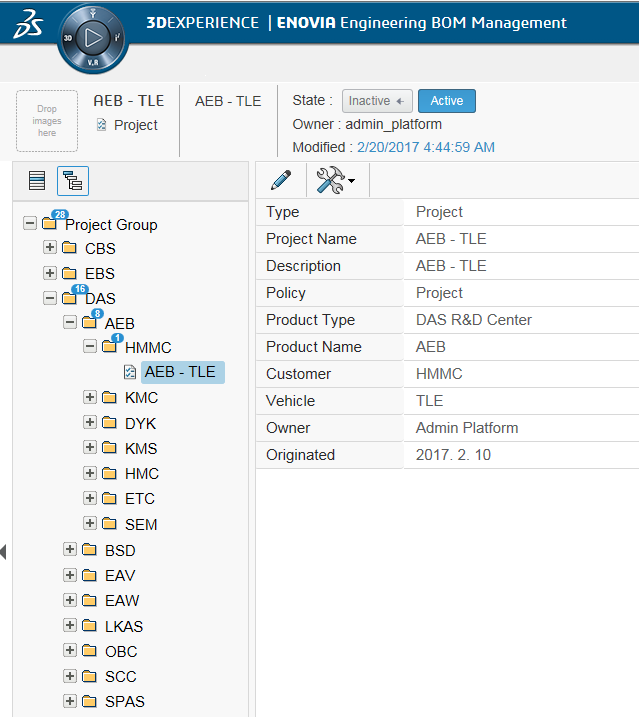 3DEXPERIENCE | ENOVIA Engineering BOM Management
3D
V.R
Drop
images
here
AEB - TLE
Project
AEB - TLE
State : Inactive Active
Owner : admin_platform
Modified : 2/20/2017 4:44:59 AM
28
Project Group
CBS
EBS
16
DAS
8
AEB
1
HMMC
AEB - TLE
KMC
DYK
KMS
HMC
ETC
SEM
BSD
EAV
EAW
LKAS
OBC
SCC
SPAS
Type Project
Project Name AEB - TLE
Description AEB - TLE
Policy Project
Product Type DAS R&D Center
Product Name AEB
Customer HMMC
Vehicle TLE
Owner Admin Platform
Originated 2017. 2. 10